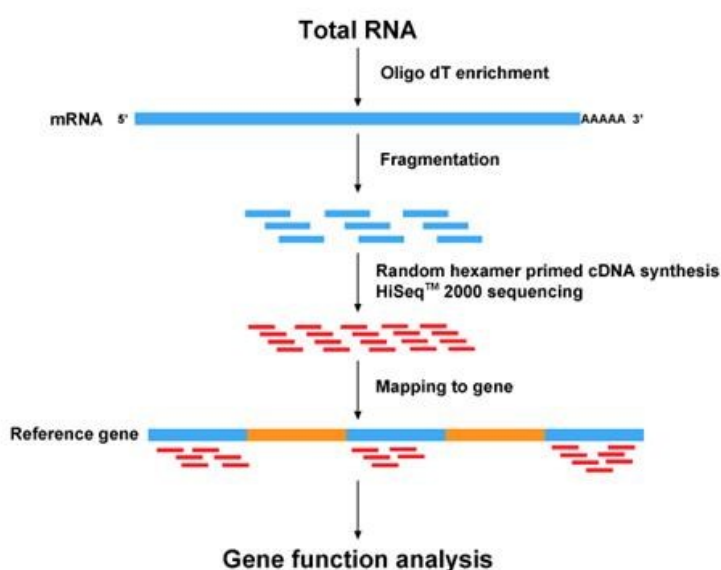 Total RNA
Oligo dT enrichment
mRNA 5' AAAAA 3'
Fragmentation
Random hexamer primed cDNA synthesis
HiSeq™ 2000 sequencing
Mapping to gene
Reference gene
Gene function analysis